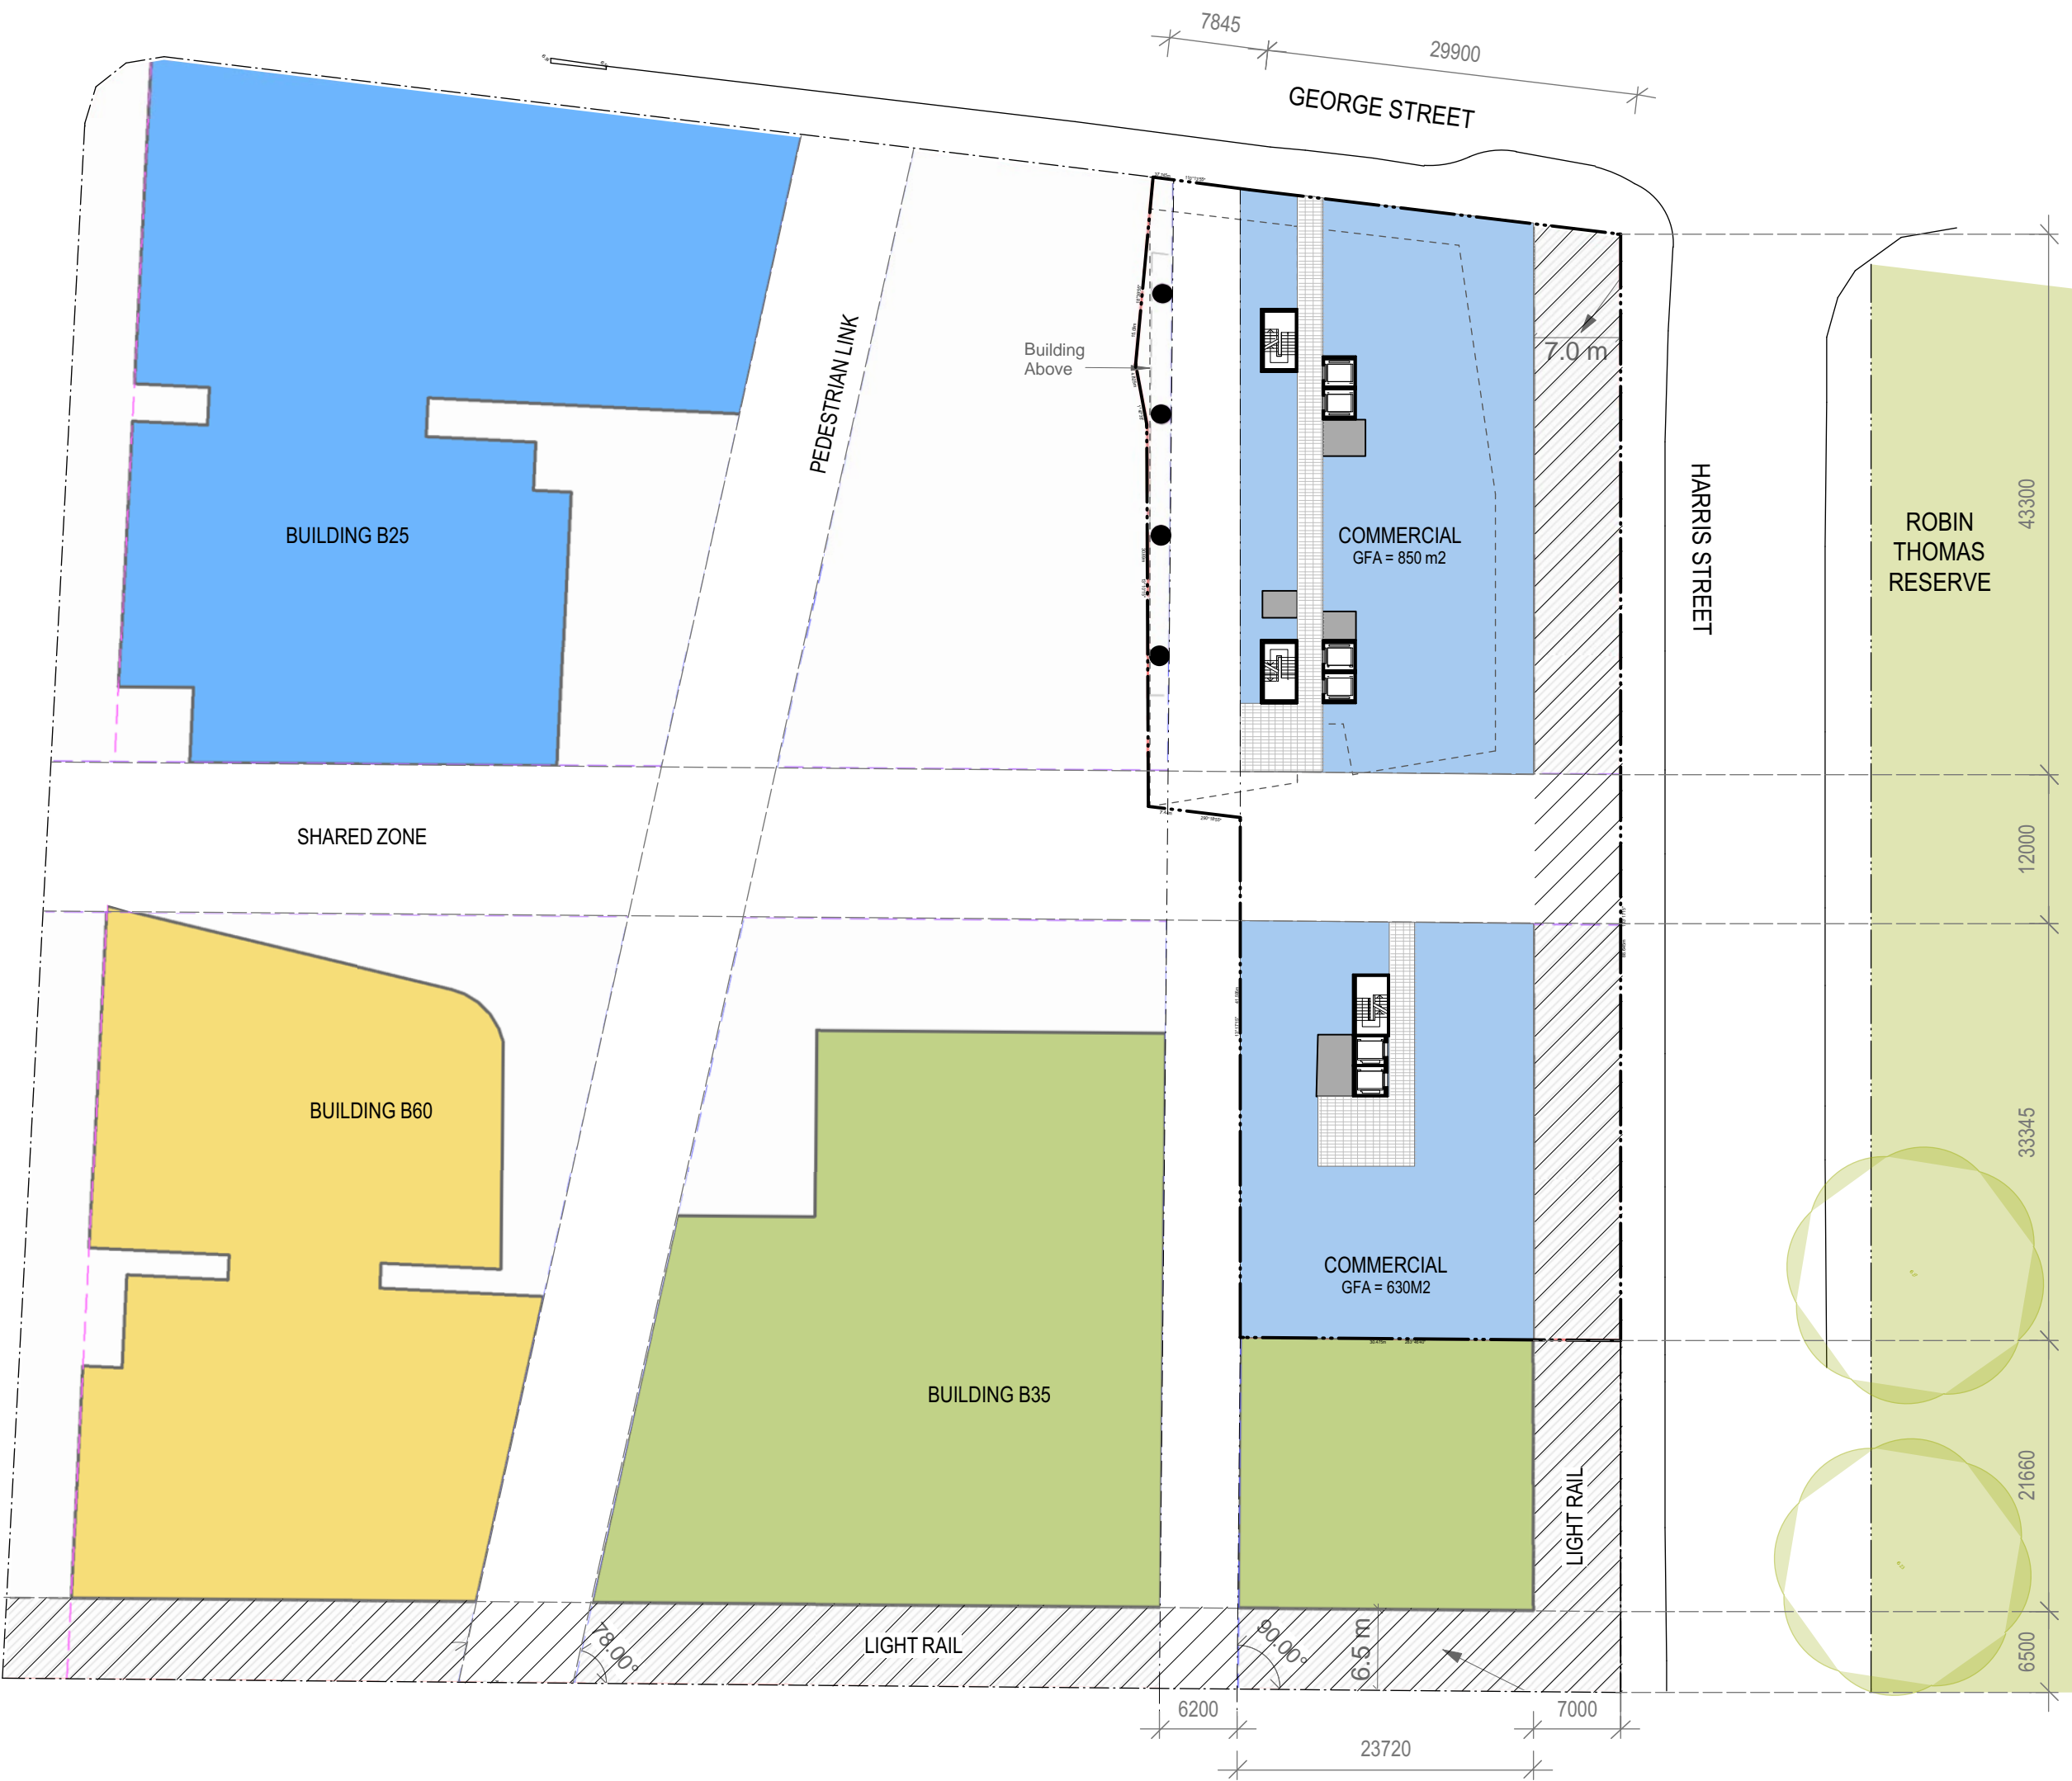 7845
29900
GEORGE STREET
PEDESTRIAN LINK
Building
Above
7.0 m
BUILDING B25
COMMERCIAL
GFA = 850 m2
HARRIS STREET
ROBIN
THOMAS
RESERVE
43300
SHARED ZONE
12000
BUILDING B60
33345
COMMERCIAL
GFA = 630M2
BUILDING B35
LIGHT RAIL
21660
LIGHT RAIL
78.00°
90.00°
6.5 m
6500
6200
7000
23720